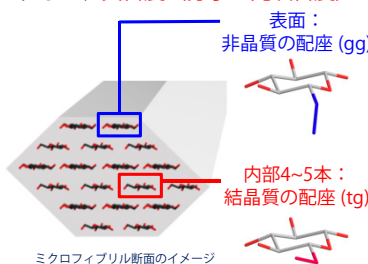 表面：
非晶質の配座 (gg)
内部4~5本：
結晶質の配座 (tg)
ミクロフィブリル断面のイメージ